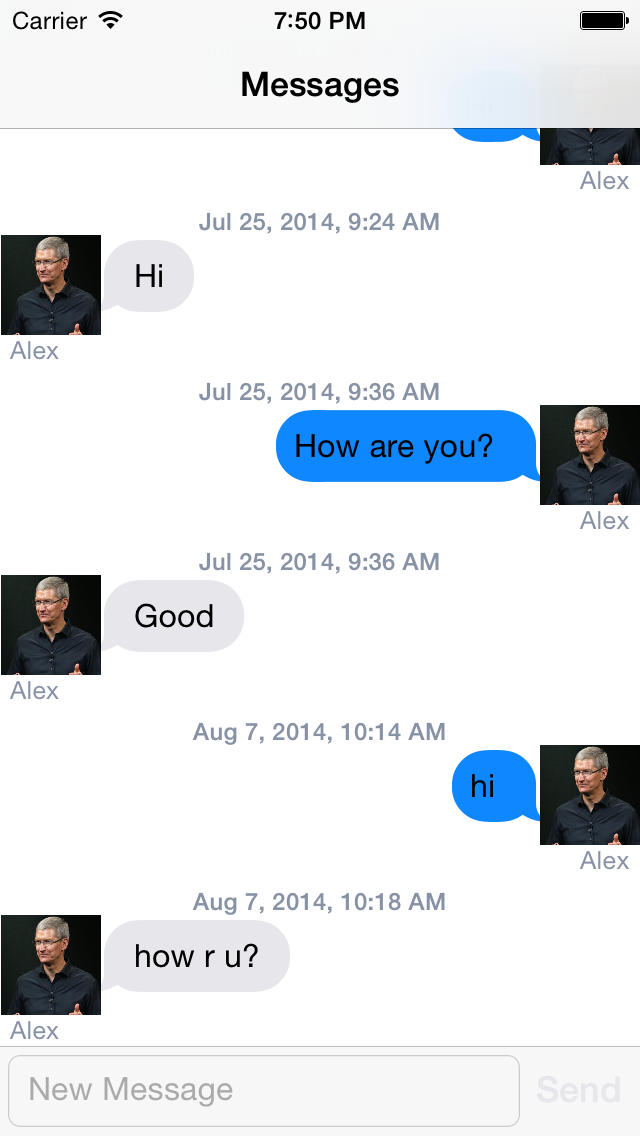 Carrier 7:50 PM
Messages
Alex
Jul 25, 2014, 9:24 AM
Hi
Alex
Jul 25, 2014, 9:36 AM
How are you?
Alex
Jul 25, 2014, 9:36 AM
Good
Alex
Aug 7, 2014, 10:14 AM
hi
Alex
Aug 7, 2014, 10:18 AM
how r u?
Alex
New Message Send